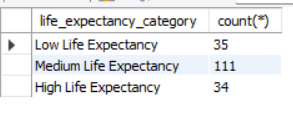 life_expectancy_category count(*)
Low Life Expectancy 35
Medium Life Expectancy 111
High Life Expectancy 34